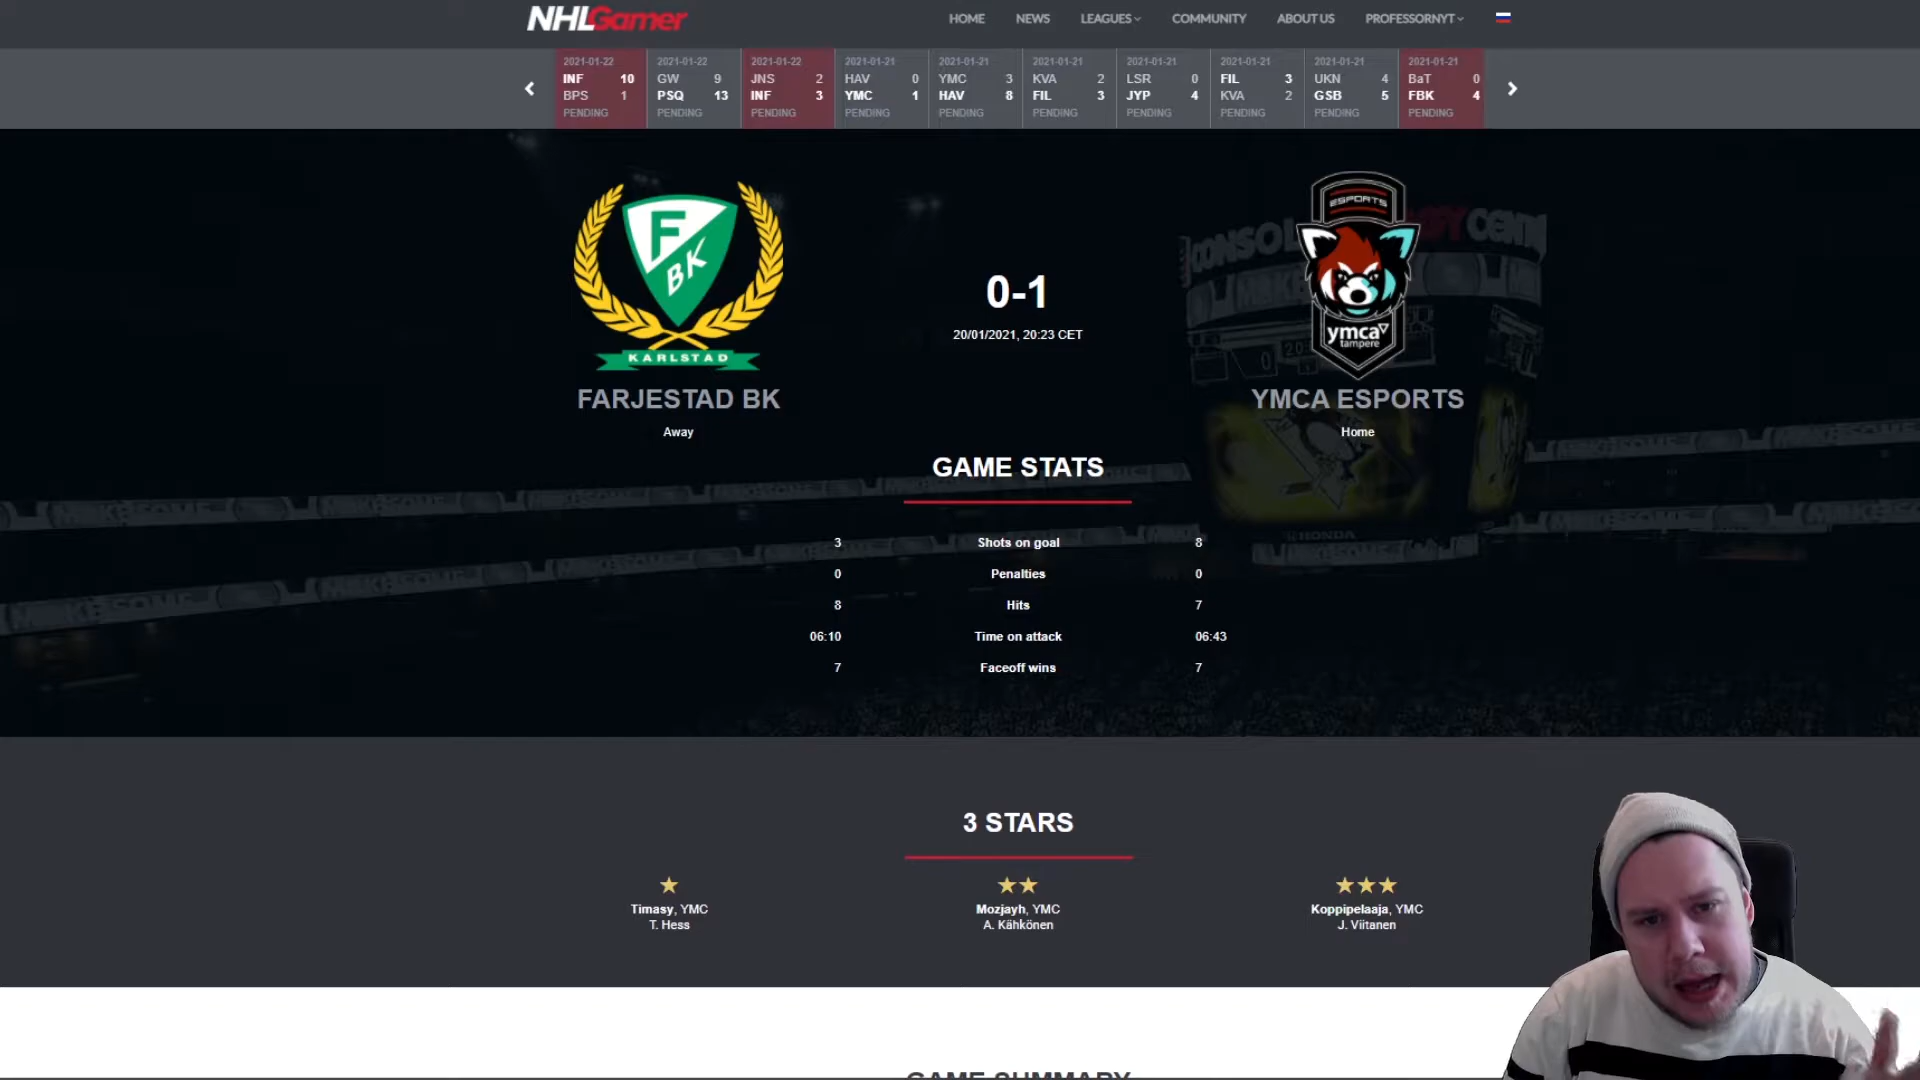 NHLGamer
HOME NEWS LEAGUES COMMUNITY ABOUT US PROFESSORNYT
2021-01-22
INF 10
BPS 1
PENDING
2021-01-22
GW 9
PSQ 13
PENDING
2021-01-22
JNS 2
INF 3
PENDING
2021-01-21
HAV 0
YMC 1
PENDING
2021-01-21
YMC 3
HAV 8
PENDING
2021-01-21
KVA 2
FIL 3
PENDING
2021-01-21
LSR 0
JYP 4
PENDING
2021-01-21
FIL 3
KVA 2
PENDING
2021-01-21
UKN 4
GSB 5
PENDING
2021-01-21
BaT 0
FBK 4
PENDING
F
BK
KARLSTAD
FARJESTAD BK
Away
0-1
20/01/2021, 20:23 CET
ESPORTS
ymca
tampere
YMCA ESPORTS
Home
CONSOL
HONDA
GAME STATS
3 Shots on goal 8
0 Penalties 0
8 Hits 7
06:10 Time on attack 06:43
7 Faceoff wins 7
3 STARS
Timasy, YMC
T. Hess
Mozjayh, YMC
A. Kähkönen
Koppipelaaja, YMC
J. Viitanen
GAME SUMMARY